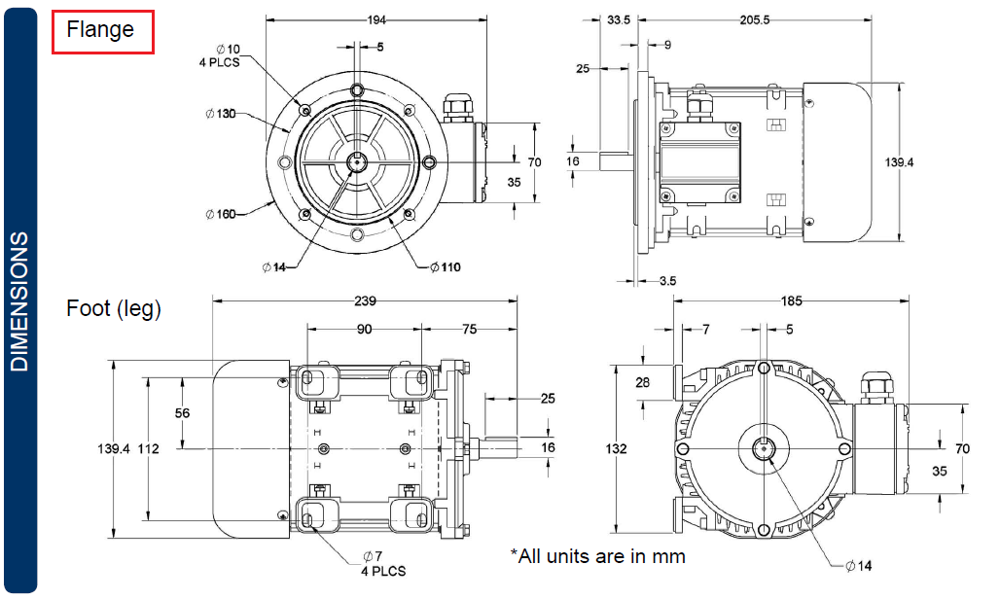 DIMENSIONS
Flange
194
5
Ø10
4 PLCS
Ø130
Ø160
Ø14
Ø110
70
35
33.5
205.5
9
25
16
139.4
3.5
Foot (leg)
239
90
75
25
16
56
139.4
112
Ø7
4 PLCS
185
7
5
28
132
70
35
Ø14
*All units are in mm